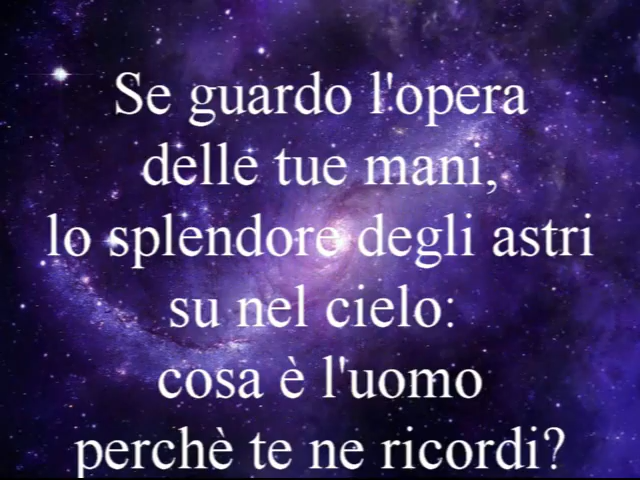 Se guardo l'opera
delle tue mani,
lo splendore degli astri
su nel cielo:
cosa è l'uomo
perchè te ne ricordi?